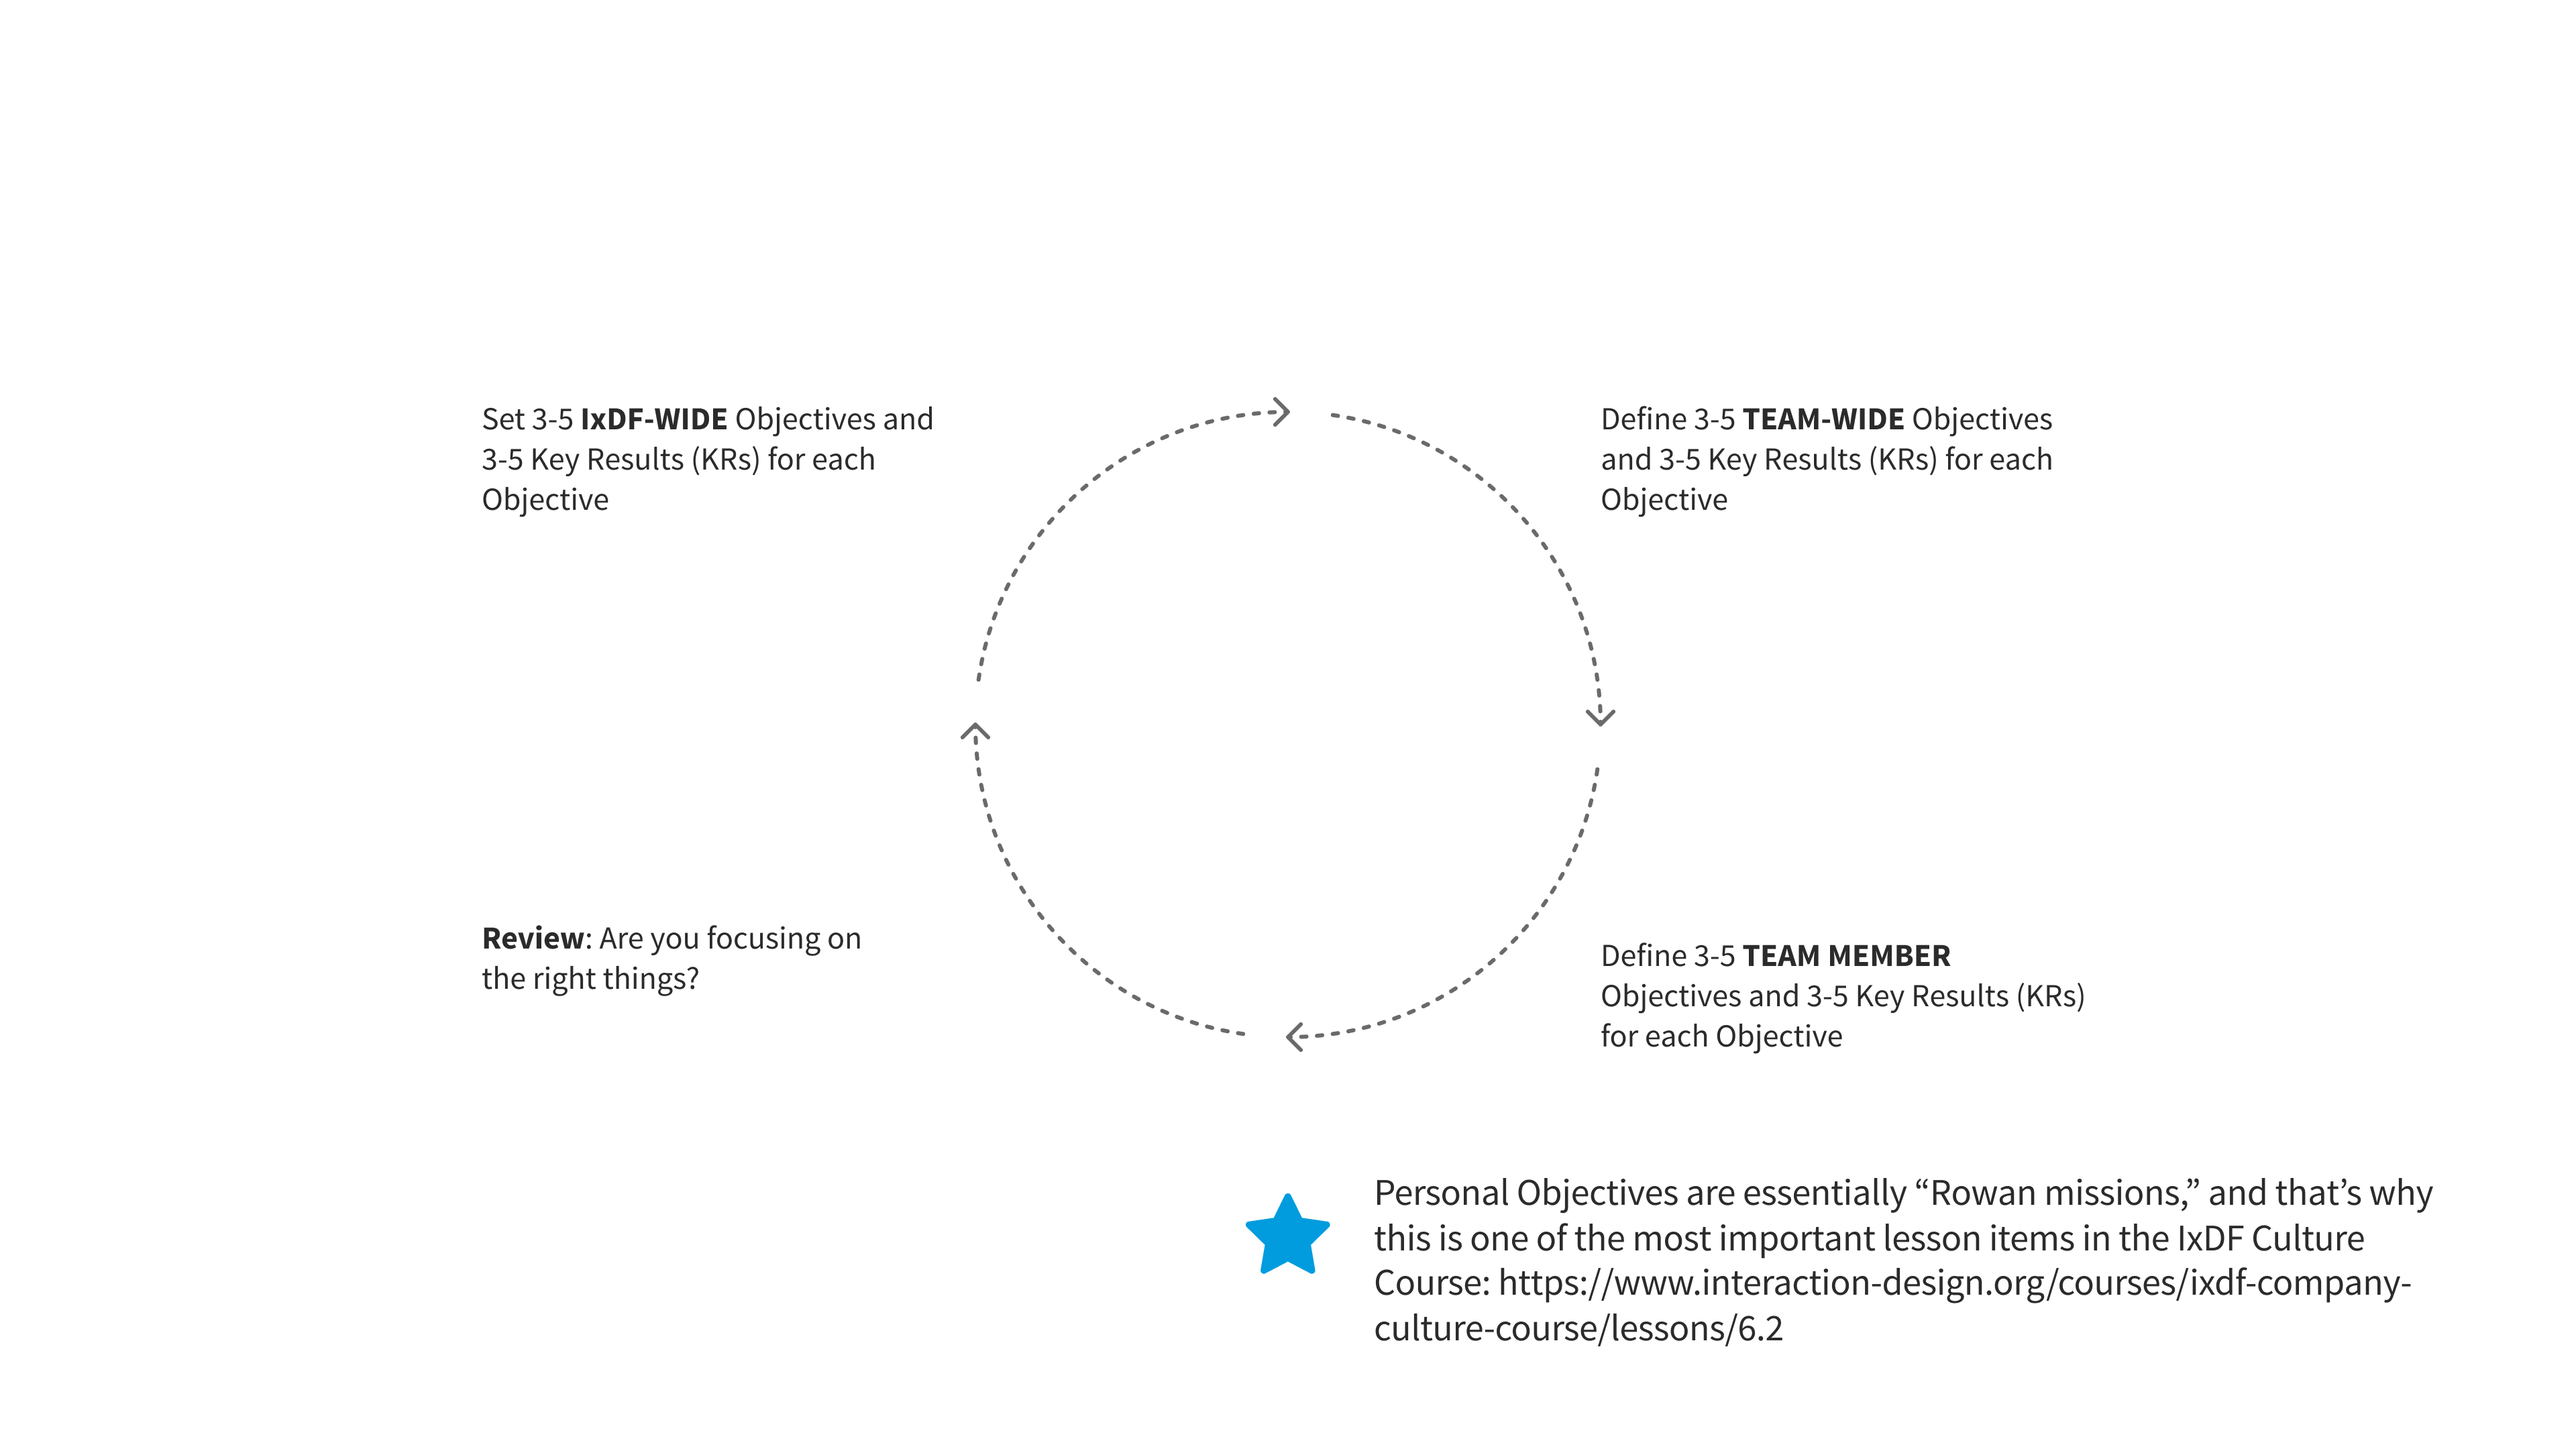 Set 3-5 IxDF-WIDE Objectives and
3-5 Key Results (KRs) for each
Objective
Define 3-5 TEAM-WIDE Objectives
and 3-5 Key Results (KRs) for each
Objective
Review: Are you focusing on
the right things?
Define 3-5 TEAM MEMBER
Objectives and 3-5 Key Results (KRs)
for each Objective
Personal Objectives are essentially “Rowan missions,” and that’s why
this is one of the most important lesson items in the IxDF Culture
Course: https://www.interaction-design.org/courses/ixdf-company-
culture-course/lessons/6.2